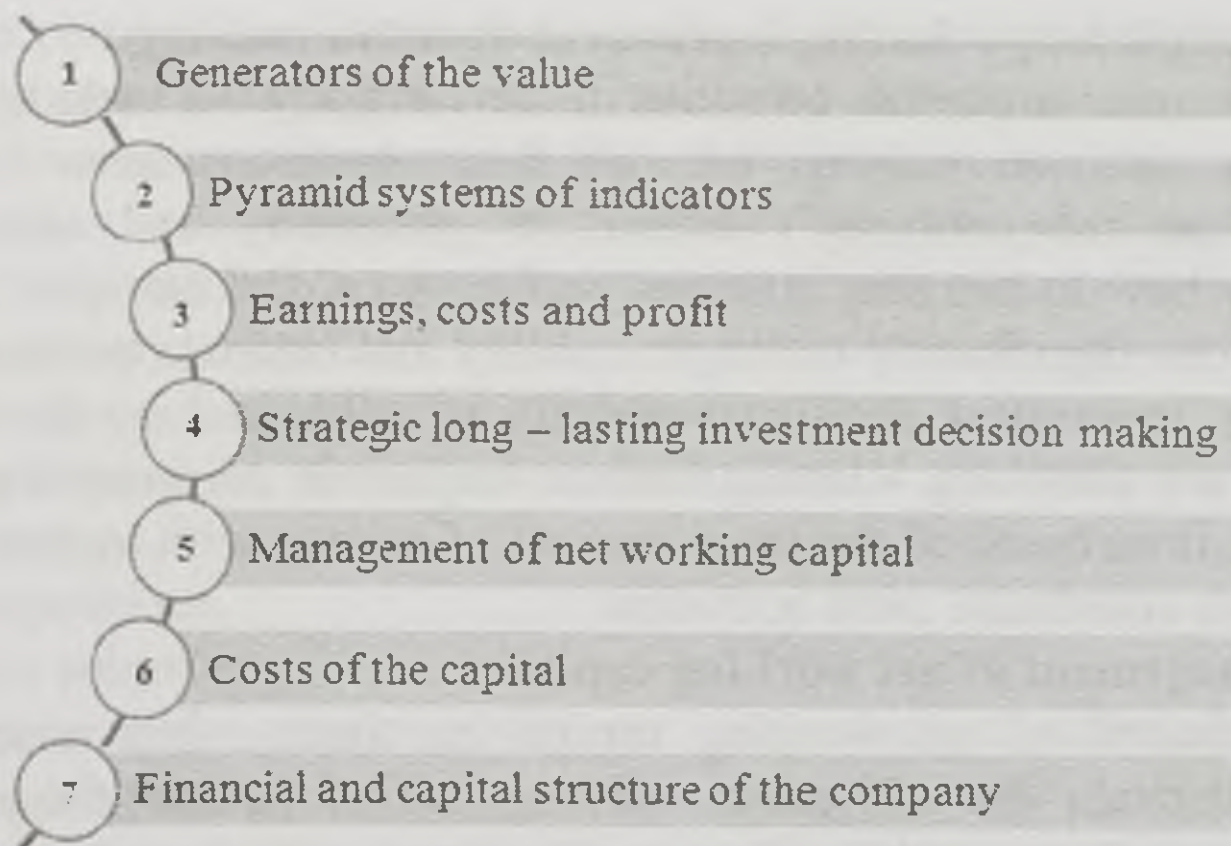 1 Generators of the value
2 Pyramid systems of indicators
3 Earnings, costs and profit
4 Strategic long – lasting investment decision making
5 Management of net working capital
6 Costs of the capital
7 Financial and capital structure of the company